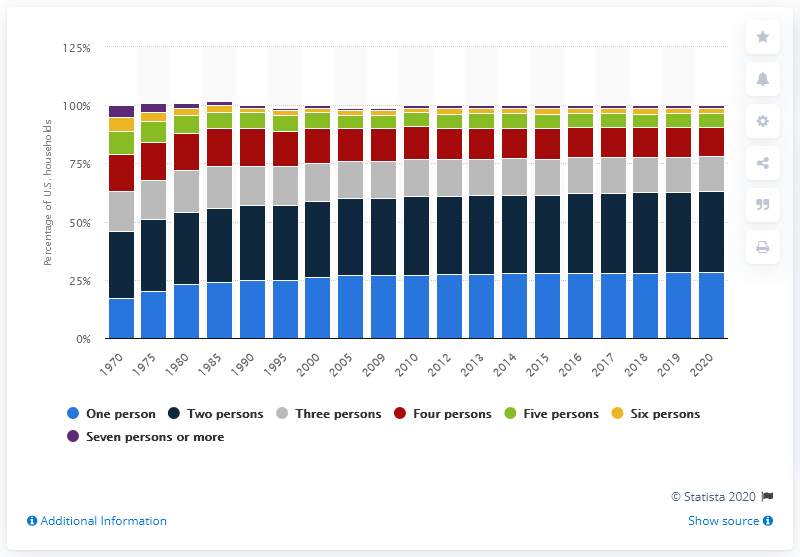 125%
100%
75%
50%
25%
0%
Percentage of U.S. households
1970 1975 1980 1985 1990 1995 2000 2005 2009 2010 2012 2013 2014 2015 2016 2017 2018 2019 2020
One person Two persons Three persons Four persons Five persons Six persons
Seven persons or more
© Statista 2020
Additional Information Show source